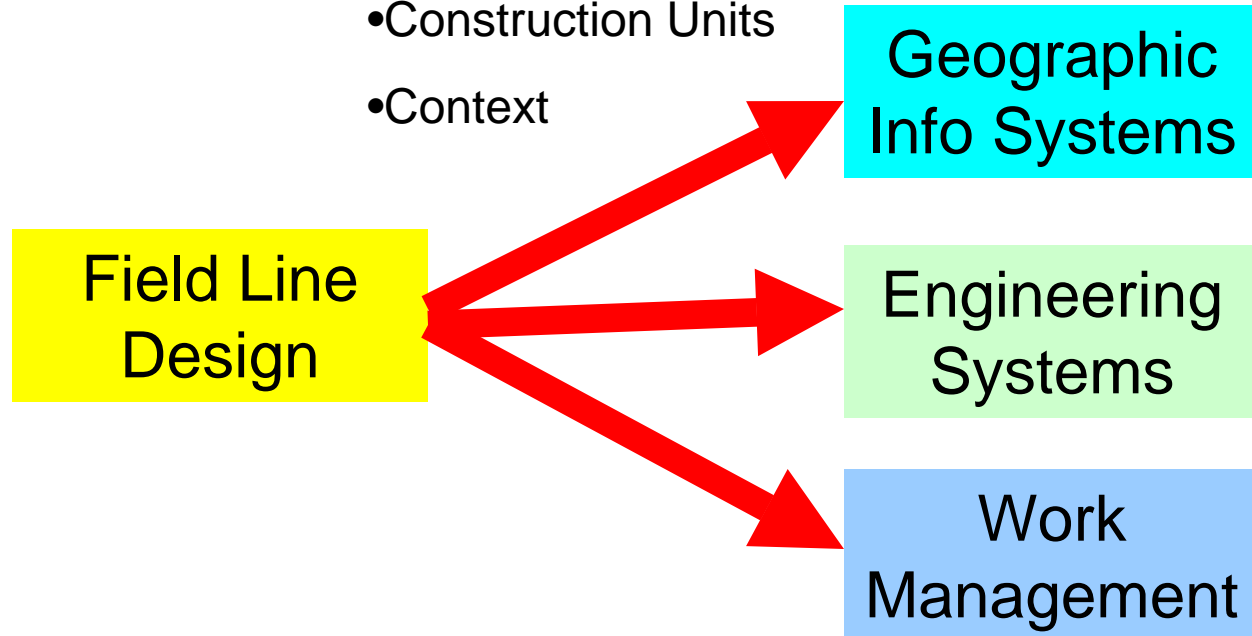 •Construction Units
•Context
Geographic
Info Systems
Field Line
Design
Engineering
Systems
Work
Management